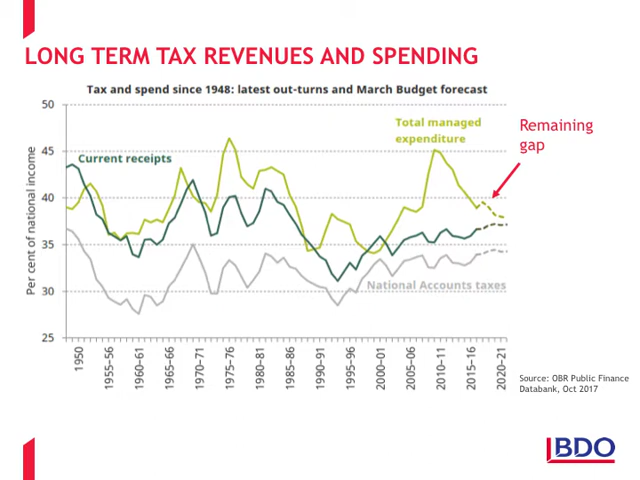 LONG TERM TAX REVENUES AND SPENDING
Tax and spend since 1948: latest out-turns and March Budget forecast
Per cent of national income
50
45
40
35
30
25
Total managed
expenditure
Current receipts
National Accounts taxes
Remaining
gap
1950
1955–56
1960–61
1965–66
1970–71
1975–76
1980–81
1985–86
1990–91
1995–96
2000–01
2005–06
2010–11
2015–16
2020–21
Source: OBR Public Finance
Databank, Oct 2017
BDO